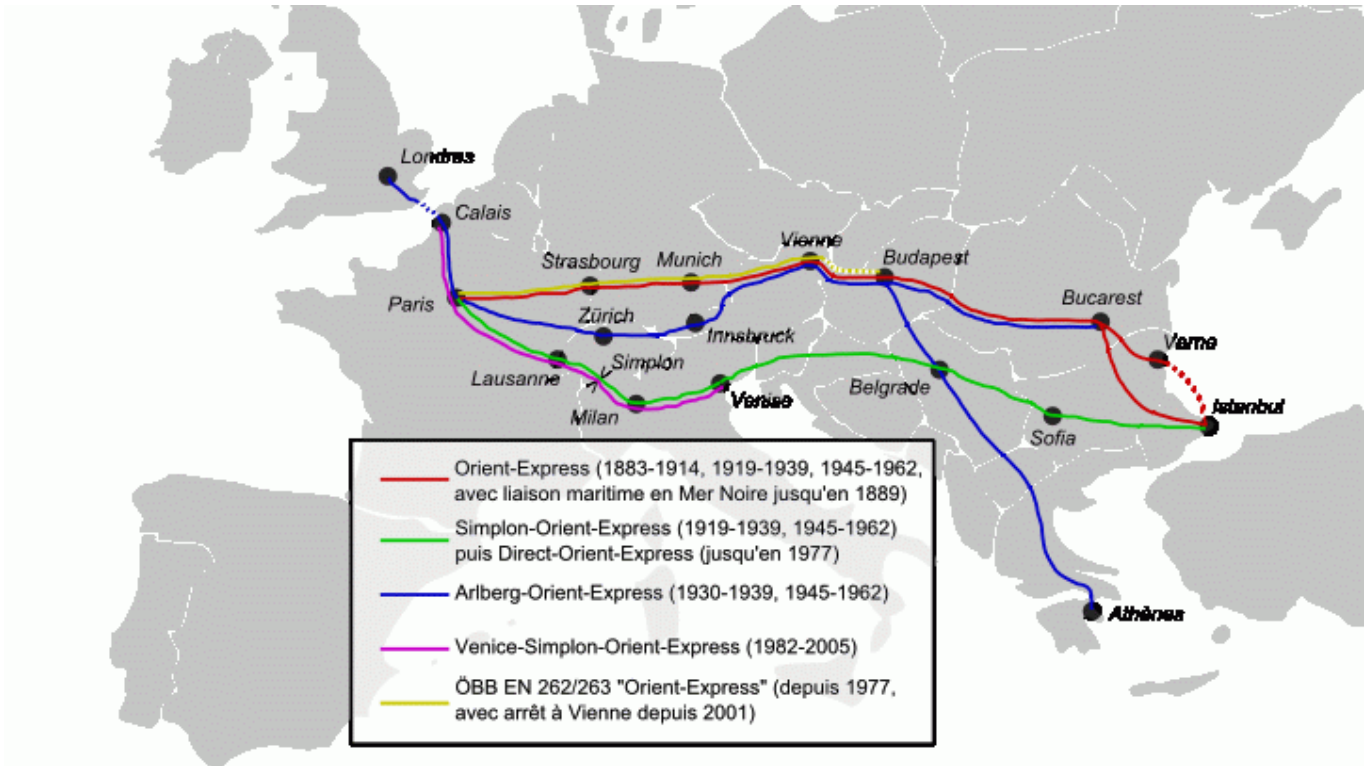 Londres
Calais
Vienne
Strasbourg
Munich
Budapest
Paris
Bucarest
Zürich
Innsbruck
Varna
Simplon
Lausanne
Belgrade
Venise
Milan
Istanbul
Sofia
Orient-Express (1883-1914, 1919-1939, 1945-1962,
avec liaison maritime en Mer Noire jusqu'en 1889)
Simplon-Orient-Express (1919-1939, 1945-1962)
puis Direct-Orient-Express (jusqu'en 1977)
Arlberg-Orient-Express (1930-1939, 1945-1962)
Athènes
Venice-Simplon-Orient-Express (1982-2005)
ÖBB EN 262/263 "Orient-Express" (depuis 1977,
avec arrêt à Vienne depuis 2001)